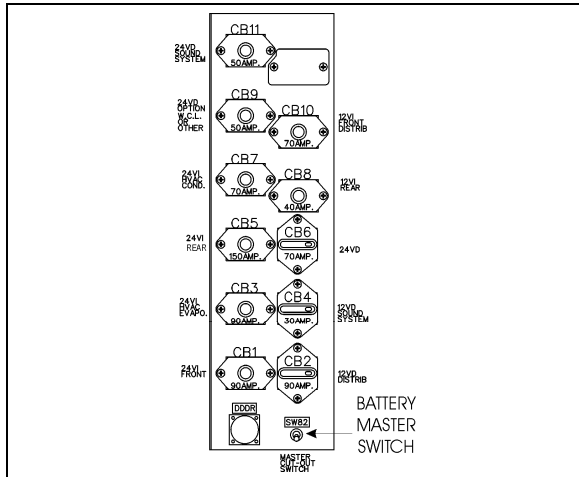 CB11
24VD
SOUND
SYSTEM
50AMP.
CB9
24VD
OPTION
W.C.L.
OR
OTHER
50AMP.
CB10
12VI
FRONT
DISTRIB
70AMP.
CB7
24VI
HVAC
COND.
70AMP.
CB8
12VI
REAR
40AMP.
CB5
24VI
REAR
150AMP.
CB6
24VD
70AMP.
CB3
24VI
HVAC
EVAPO.
90AMP.
CB4
12VD
SOUND
SYSTEM
30AMP.
CB1
24VI
FRONT
90AMP.
CB2
12VD
DISTRIB
90AMP.
DDDR
SW82
BATTERY
MASTER
SWITCH
MASTER
CUT-OUT
SWITCH